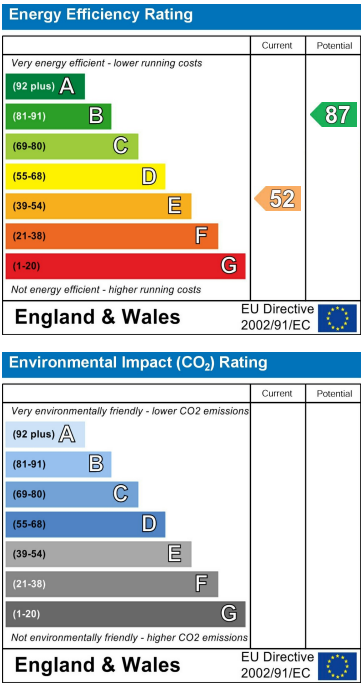 Energy Efficiency Rating
Current Potential
Very energy efficient - lower running costs
(92 plus) A
(81-91) B
87
(69-80) C
(55-68) D
(39-54) E
52
(21-38) F
(1-20) G
Not energy efficient - higher running costs
England & Wales
EU Directive
2002/91/EC
Environmental Impact (CO₂) Rating
Current Potential
Very environmentally friendly - lower CO2 emissions
(92 plus) A
(81-91) B
(69-80) C
(55-68) D
(39-54) E
(21-38) F
(1-20) G
Not environmentally friendly - higher CO2 emissions
England & Wales
EU Directive
2002/91/EC